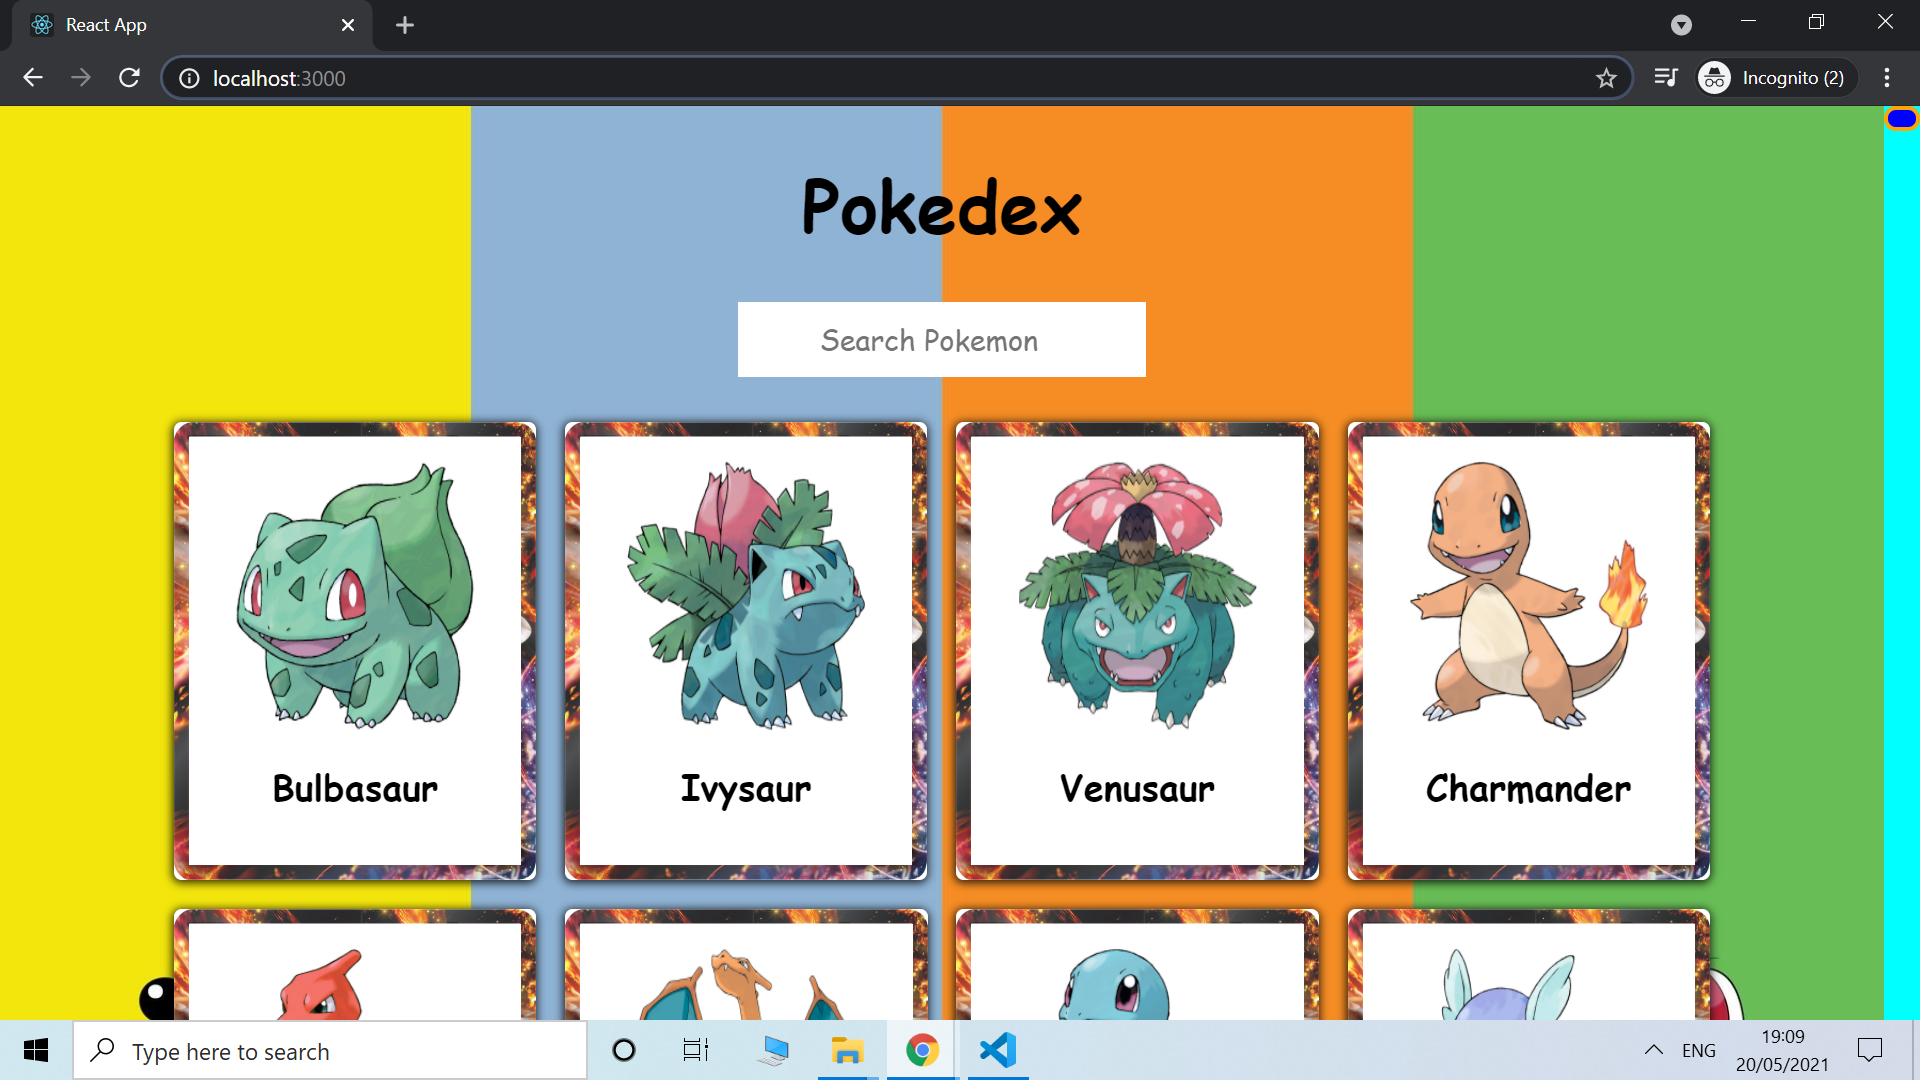 React App
localhost:3000
Incognito (2)
Pokedex
Search Pokemon
Bulbasaur
Ivysaur
Venusaur
Charmander
Type here to search
ENG
19:09
20/05/2021